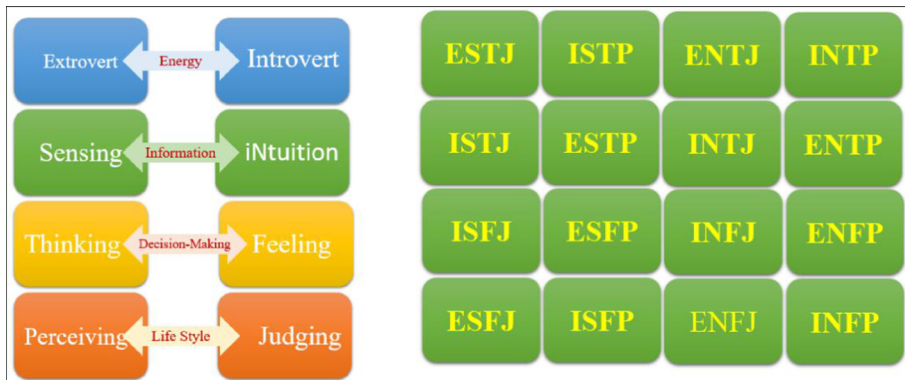 Extrovert Energy Introvert
Sensing Information iNtuition
Thinking Decision-Making Feeling
Perceiving Life Style Judging
ESTJ ISTP ENTJ INTP
ISTJ ESTP INTJ ENTP
ISFJ ESFP INFJ ENFP
ESFJ ISFP ENFJ INFP